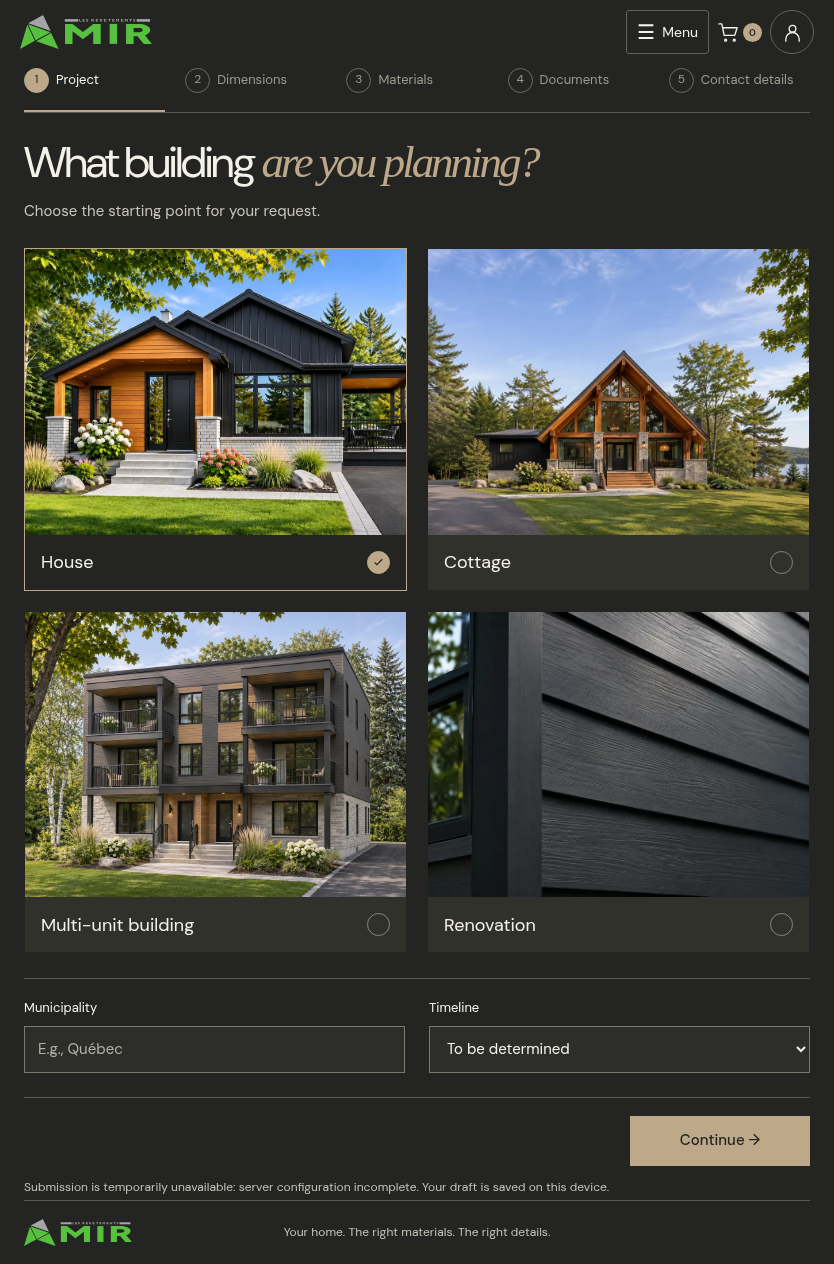 LES REVÊTEMENTS
MIR
☰ Menu
0
1 Project
2 Dimensions
3 Materials
4 Documents
5 Contact details
What building are you planning?
Choose the starting point for your request.
House
Cottage
Multi-unit building
Renovation
Municipality
Timeline
E.g., Québec
To be determined
Continue →
Submission is temporarily unavailable: server configuration incomplete. Your draft is saved on this device.
LES REVÊTEMENTS
MIR
Your home. The right materials. The right details.